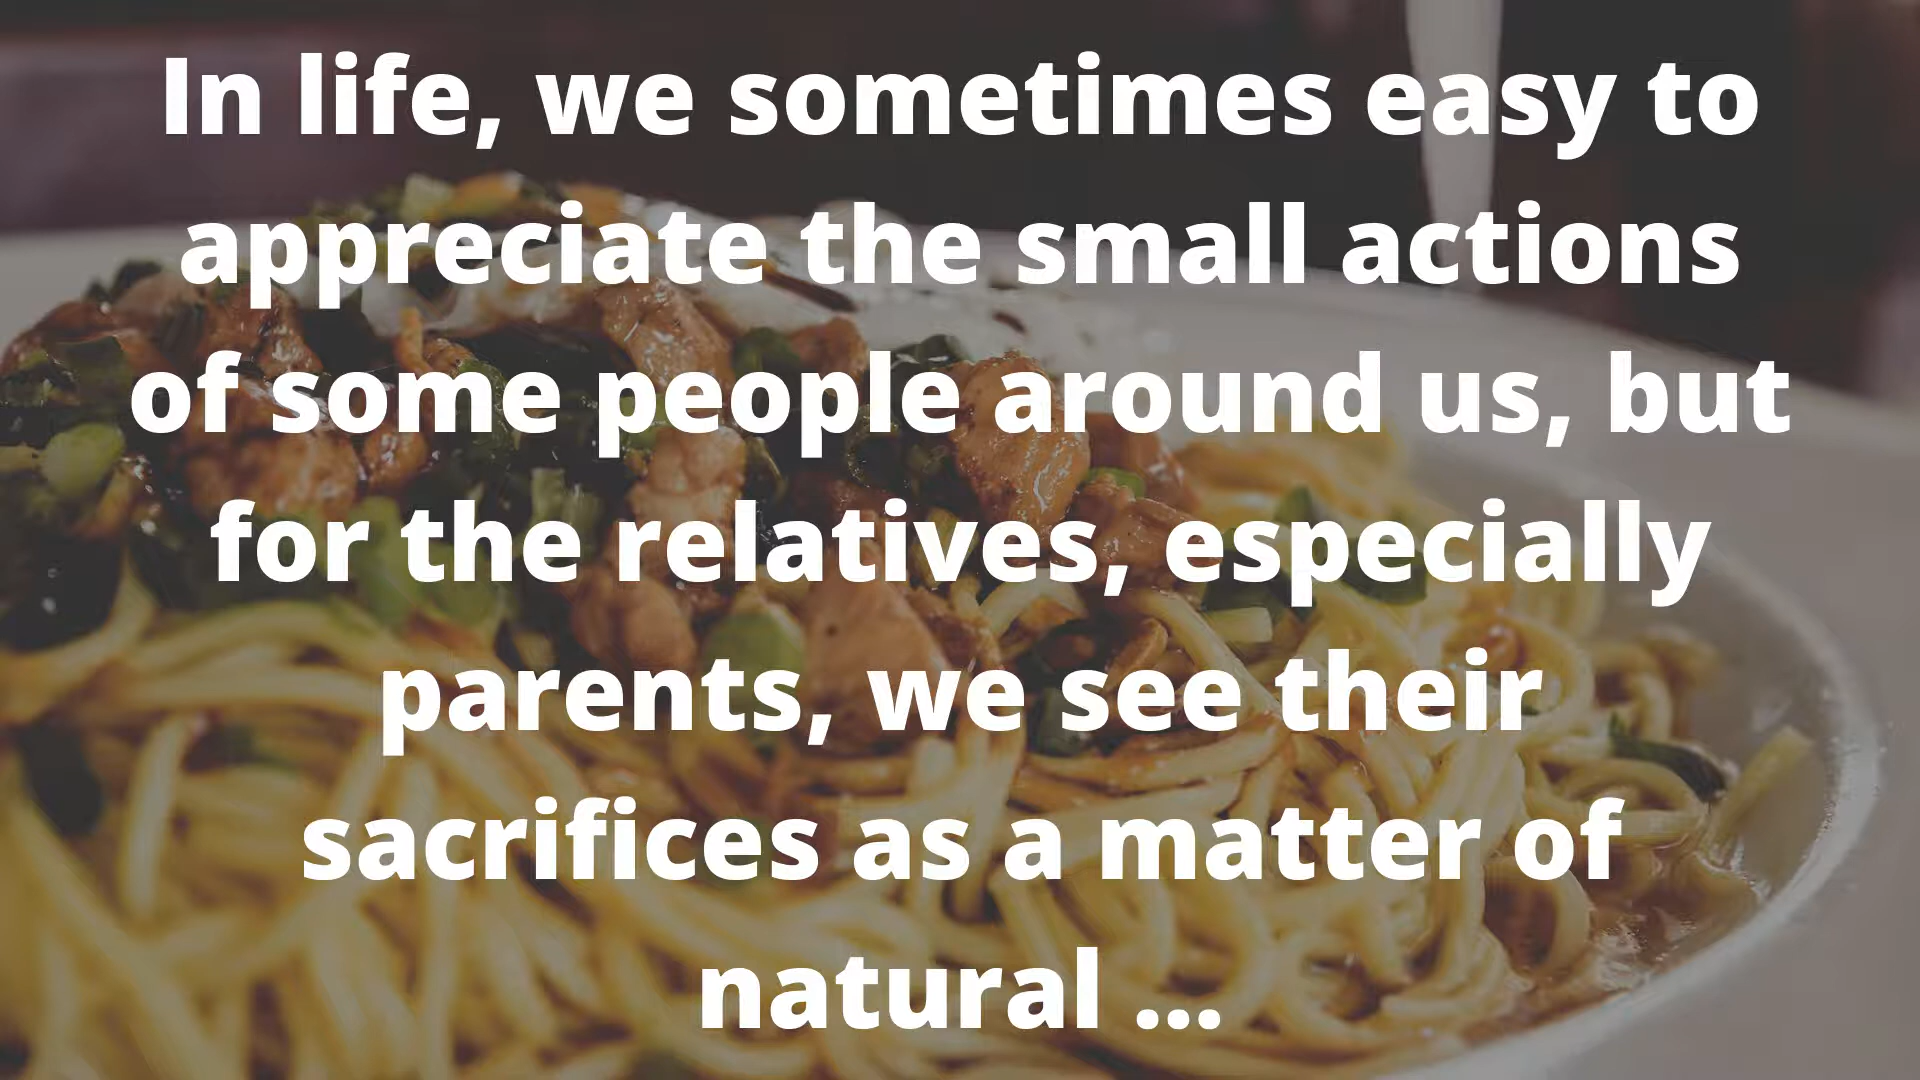 In life, we sometimes easy to
appreciate the small actions
of some people around us, but
for the relatives, especially
parents, we see their
sacrifices as a matter of
natural ...